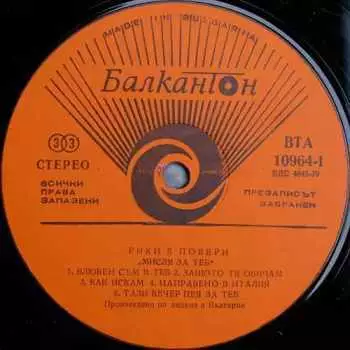 MADE IN BULGARIA
Балкантон
33
СТЕРЕО
ВСИЧКИ
ПРАВА
ЗАПАЗЕНИ
ВТА
10964-1
ПРЕЗАПИСЪТ
ЗАБРАНЕН
РИКИ Е ПОВЕРИ
„МИСЛЯ ЗА ТЕБ"
1. ВЛЮБЕН СЪМ В ТЕБ 2. ЗАЩОТО ТЕ ОБИЧАМ
3. КАК ИСКАМ 4. НАПРАВЕНО В ИТАЛИЯ
5. ТАЗИ ВЕЧЕР ПЕЯ ЗА ТЕБ
Произведено по лиценз в България